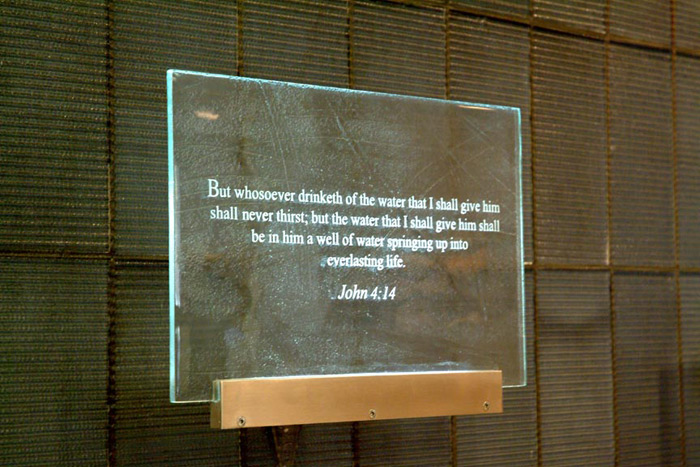 But whosoever drinketh of the water that I shall give him
shall never thirst; but the water that I shall give him shall
be in him a well of water springing up into
everlasting life.
John 4:14